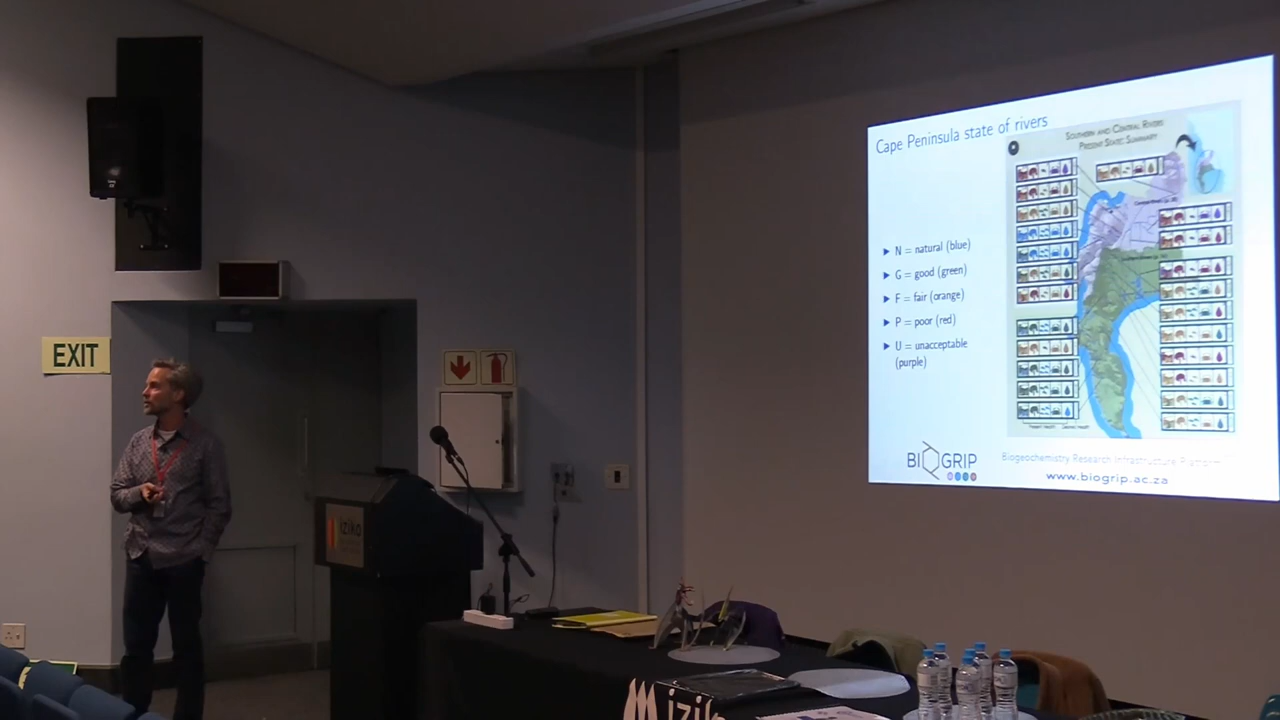 EXIT
iziko
Cape Peninsula state of rivers
▶ N = natural (blue)
▶ G = good (green)
▶ F = fair (orange)
▶ P = poor (red)
▶ U = unacceptable
(purple)
SOUTHERN AND CENTRAL RIVERS
PRESENT STATE: SUMMARY
BIOGRIP
Biogeochemistry Research Infrastructure Platform
www.biogrip.ac.za
iziko